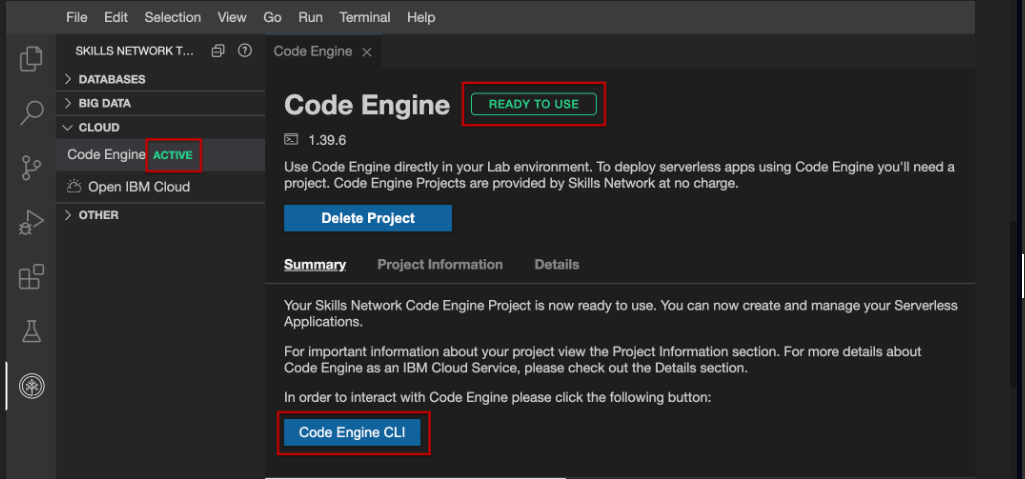 File Edit Selection View Go Run Terminal Help
SKILLS NETWORK T...
Code Engine
DATABASES
BIG DATA
CLOUD
Code Engine ACTIVE
Open IBM Cloud
OTHER
Code Engine READY TO USE
1.39.6
Use Code Engine directly in your Lab environment. To deploy serverless apps using Code Engine you'll need a
project. Code Engine Projects are provided by Skills Network at no charge.
Delete Project
Summary Project Information Details
Your Skills Network Code Engine Project is now ready to use. You can now create and manage your Serverless
Applications.
For important information about your project view the Project Information section. For more details about
Code Engine as an IBM Cloud Service, please check out the Details section.
In order to interact with Code Engine please click the following button:
Code Engine CLI